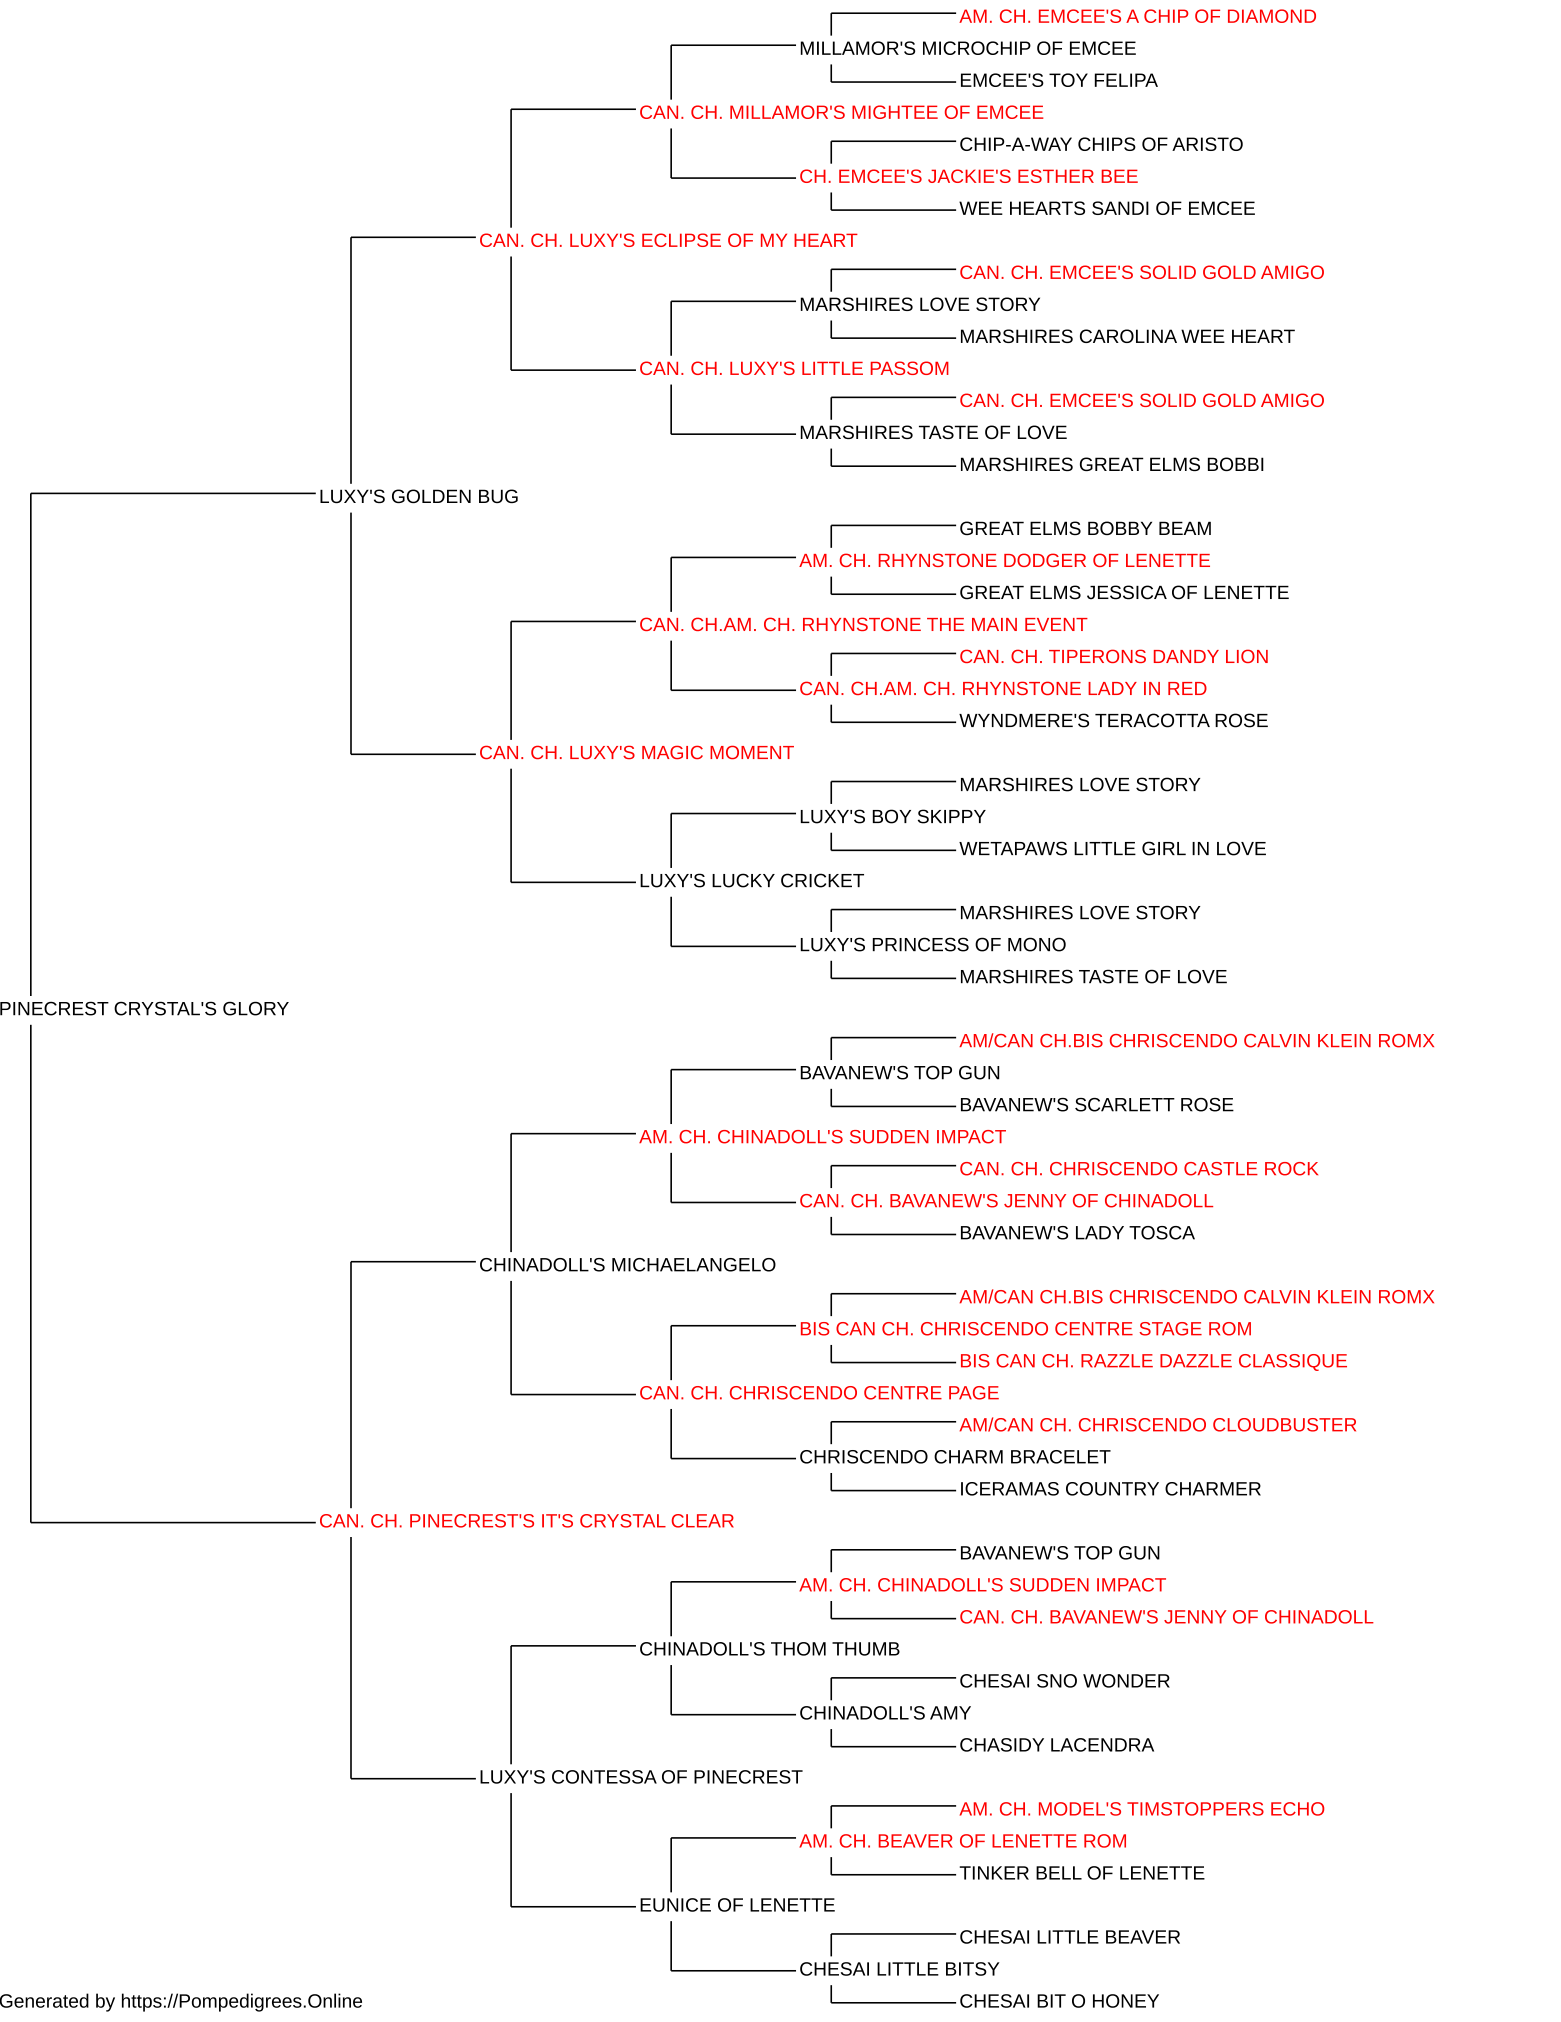 AM. CH. EMCEE'S A CHIP OF DIAMOND
MILLAMOR'S MICROCHIP OF EMCEE
EMCEE'S TOY FELIPA
CAN. CH. MILLAMOR'S MIGHTEE OF EMCEE
CHIP-A-WAY CHIPS OF ARISTO
CH. EMCEE'S JACKIE'S ESTHER BEE
WEE HEARTS SANDI OF EMCEE
CAN. CH. LUXY'S ECLIPSE OF MY HEART
CAN. CH. EMCEE'S SOLID GOLD AMIGO
MARSHIRES LOVE STORY
MARSHIRES CAROLINA WEE HEART
CAN. CH. LUXY'S LITTLE PASSOM
CAN. CH. EMCEE'S SOLID GOLD AMIGO
MARSHIRES TASTE OF LOVE
MARSHIRES GREAT ELMS BOBBI
LUXY'S GOLDEN BUG
GREAT ELMS BOBBY BEAM
AM. CH. RHYNSTONE DODGER OF LENETTE
GREAT ELMS JESSICA OF LENETTE
CAN. CH.AM. CH. RHYNSTONE THE MAIN EVENT
CAN. CH. TIPERONS DANDY LION
CAN. CH.AM. CH. RHYNSTONE LADY IN RED
WYNDMERE'S TERACOTTA ROSE
CAN. CH. LUXY'S MAGIC MOMENT
MARSHIRES LOVE STORY
LUXY'S BOY SKIPPY
WETAPAWS LITTLE GIRL IN LOVE
LUXY'S LUCKY CRICKET
MARSHIRES LOVE STORY
LUXY'S PRINCESS OF MONO
MARSHIRES TASTE OF LOVE
PINECREST CRYSTAL'S GLORY
AM/CAN CH.BIS CHRISCENDO CALVIN KLEIN ROMX
BAVANEW'S TOP GUN
BAVANEW'S SCARLETT ROSE
AM. CH. CHINADOLL'S SUDDEN IMPACT
CAN. CH. CHRISCENDO CASTLE ROCK
CAN. CH. BAVANEW'S JENNY OF CHINADOLL
BAVANEW'S LADY TOSCA
CHINADOLL'S MICHAELANGELO
AM/CAN CH.BIS CHRISCENDO CALVIN KLEIN ROMX
BIS CAN CH. CHRISCENDO CENTRE STAGE ROM
BIS CAN CH. RAZZLE DAZZLE CLASSIQUE
CAN. CH. CHRISCENDO CENTRE PAGE
AM/CAN CH. CHRISCENDO CLOUDBUSTER
CHRISCENDO CHARM BRACELET
ICERAMAS COUNTRY CHARMER
CAN. CH. PINECREST'S IT'S CRYSTAL CLEAR
BAVANEW'S TOP GUN
AM. CH. CHINADOLL'S SUDDEN IMPACT
CAN. CH. BAVANEW'S JENNY OF CHINADOLL
CHINADOLL'S THOM THUMB
CHESAI SNO WONDER
CHINADOLL'S AMY
CHASIDY LACENDRA
LUXY'S CONTESSA OF PINECREST
AM. CH. MODEL'S TIMSTOPPERS ECHO
AM. CH. BEAVER OF LENETTE ROM
TINKER BELL OF LENETTE
EUNICE OF LENETTE
CHESAI LITTLE BEAVER
CHESAI LITTLE BITSY
CHESAI BIT O HONEY
Generated by https://Pompedigrees.Online